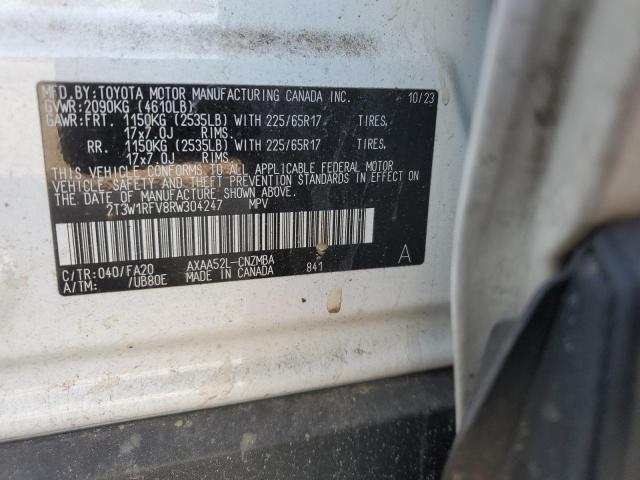 MFD.BY:TOYOTA MOTOR MANUFACTURING CANADA INC. 10/23
GVWR:2090KG (4610LB)
GAWR:FRT. 1150KG (2535LB) WITH 225/65R17 TIRES.
17x7.0J RIMS.
RR. 1150KG (2535LB) WITH 225/65R17 TIRES.
17x7.0J RIMS.
THIS VEHICLE CONFORMS TO ALL APPLICABLE FEDERAL MOTOR
VEHICLE SAFETY AND THEFT PREVENTION STANDARDS IN EFFECT
ON THE DATE OF MANUFACTURE SHOWN ABOVE.
2T3W1RFV8RW304247 MPV
C/TR:040/FA20 AXAA52L-CNZMBA 841 A
A/TM: /UB80E MADE IN CANADA